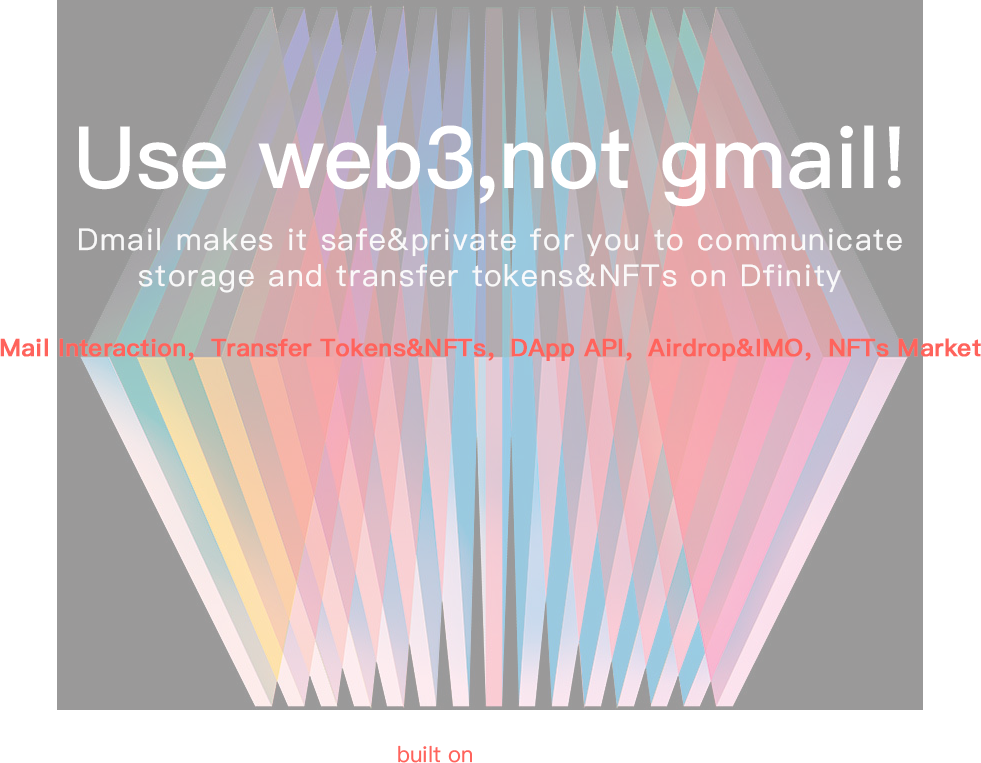 Use web3,not gmail!
Dmail makes it safe&private for you to communicate
storage and transfer tokens&NFTs on Dfinity
Mail Interaction，Transfer Tokens&NFTs，DApp API，Airdrop&IMO，NFTs Market
built on